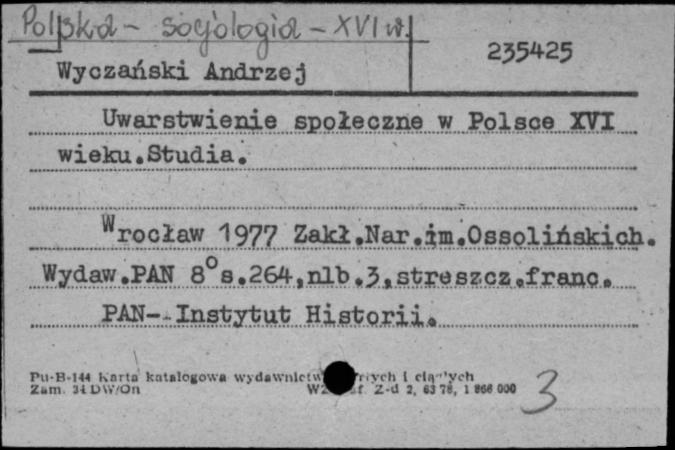 Polska - socjologia - XVI w.
235425
Wyczański Andrzej
Uwarstwienie społeczne w Polsce XVI
wieku.Studia.
Wrocław 1977 Zakł.Nar.im.Ossolińskich.
Wydaw.PAN 8° s.264,nlb.3,streszcz.franc.
PAN- Instytut Historii.
Pu-B-144 Karta katalogowa wydawnictw i ciągłych
Zam. 34 DW/On Z-d 2, 63 78, 1 866 000
3